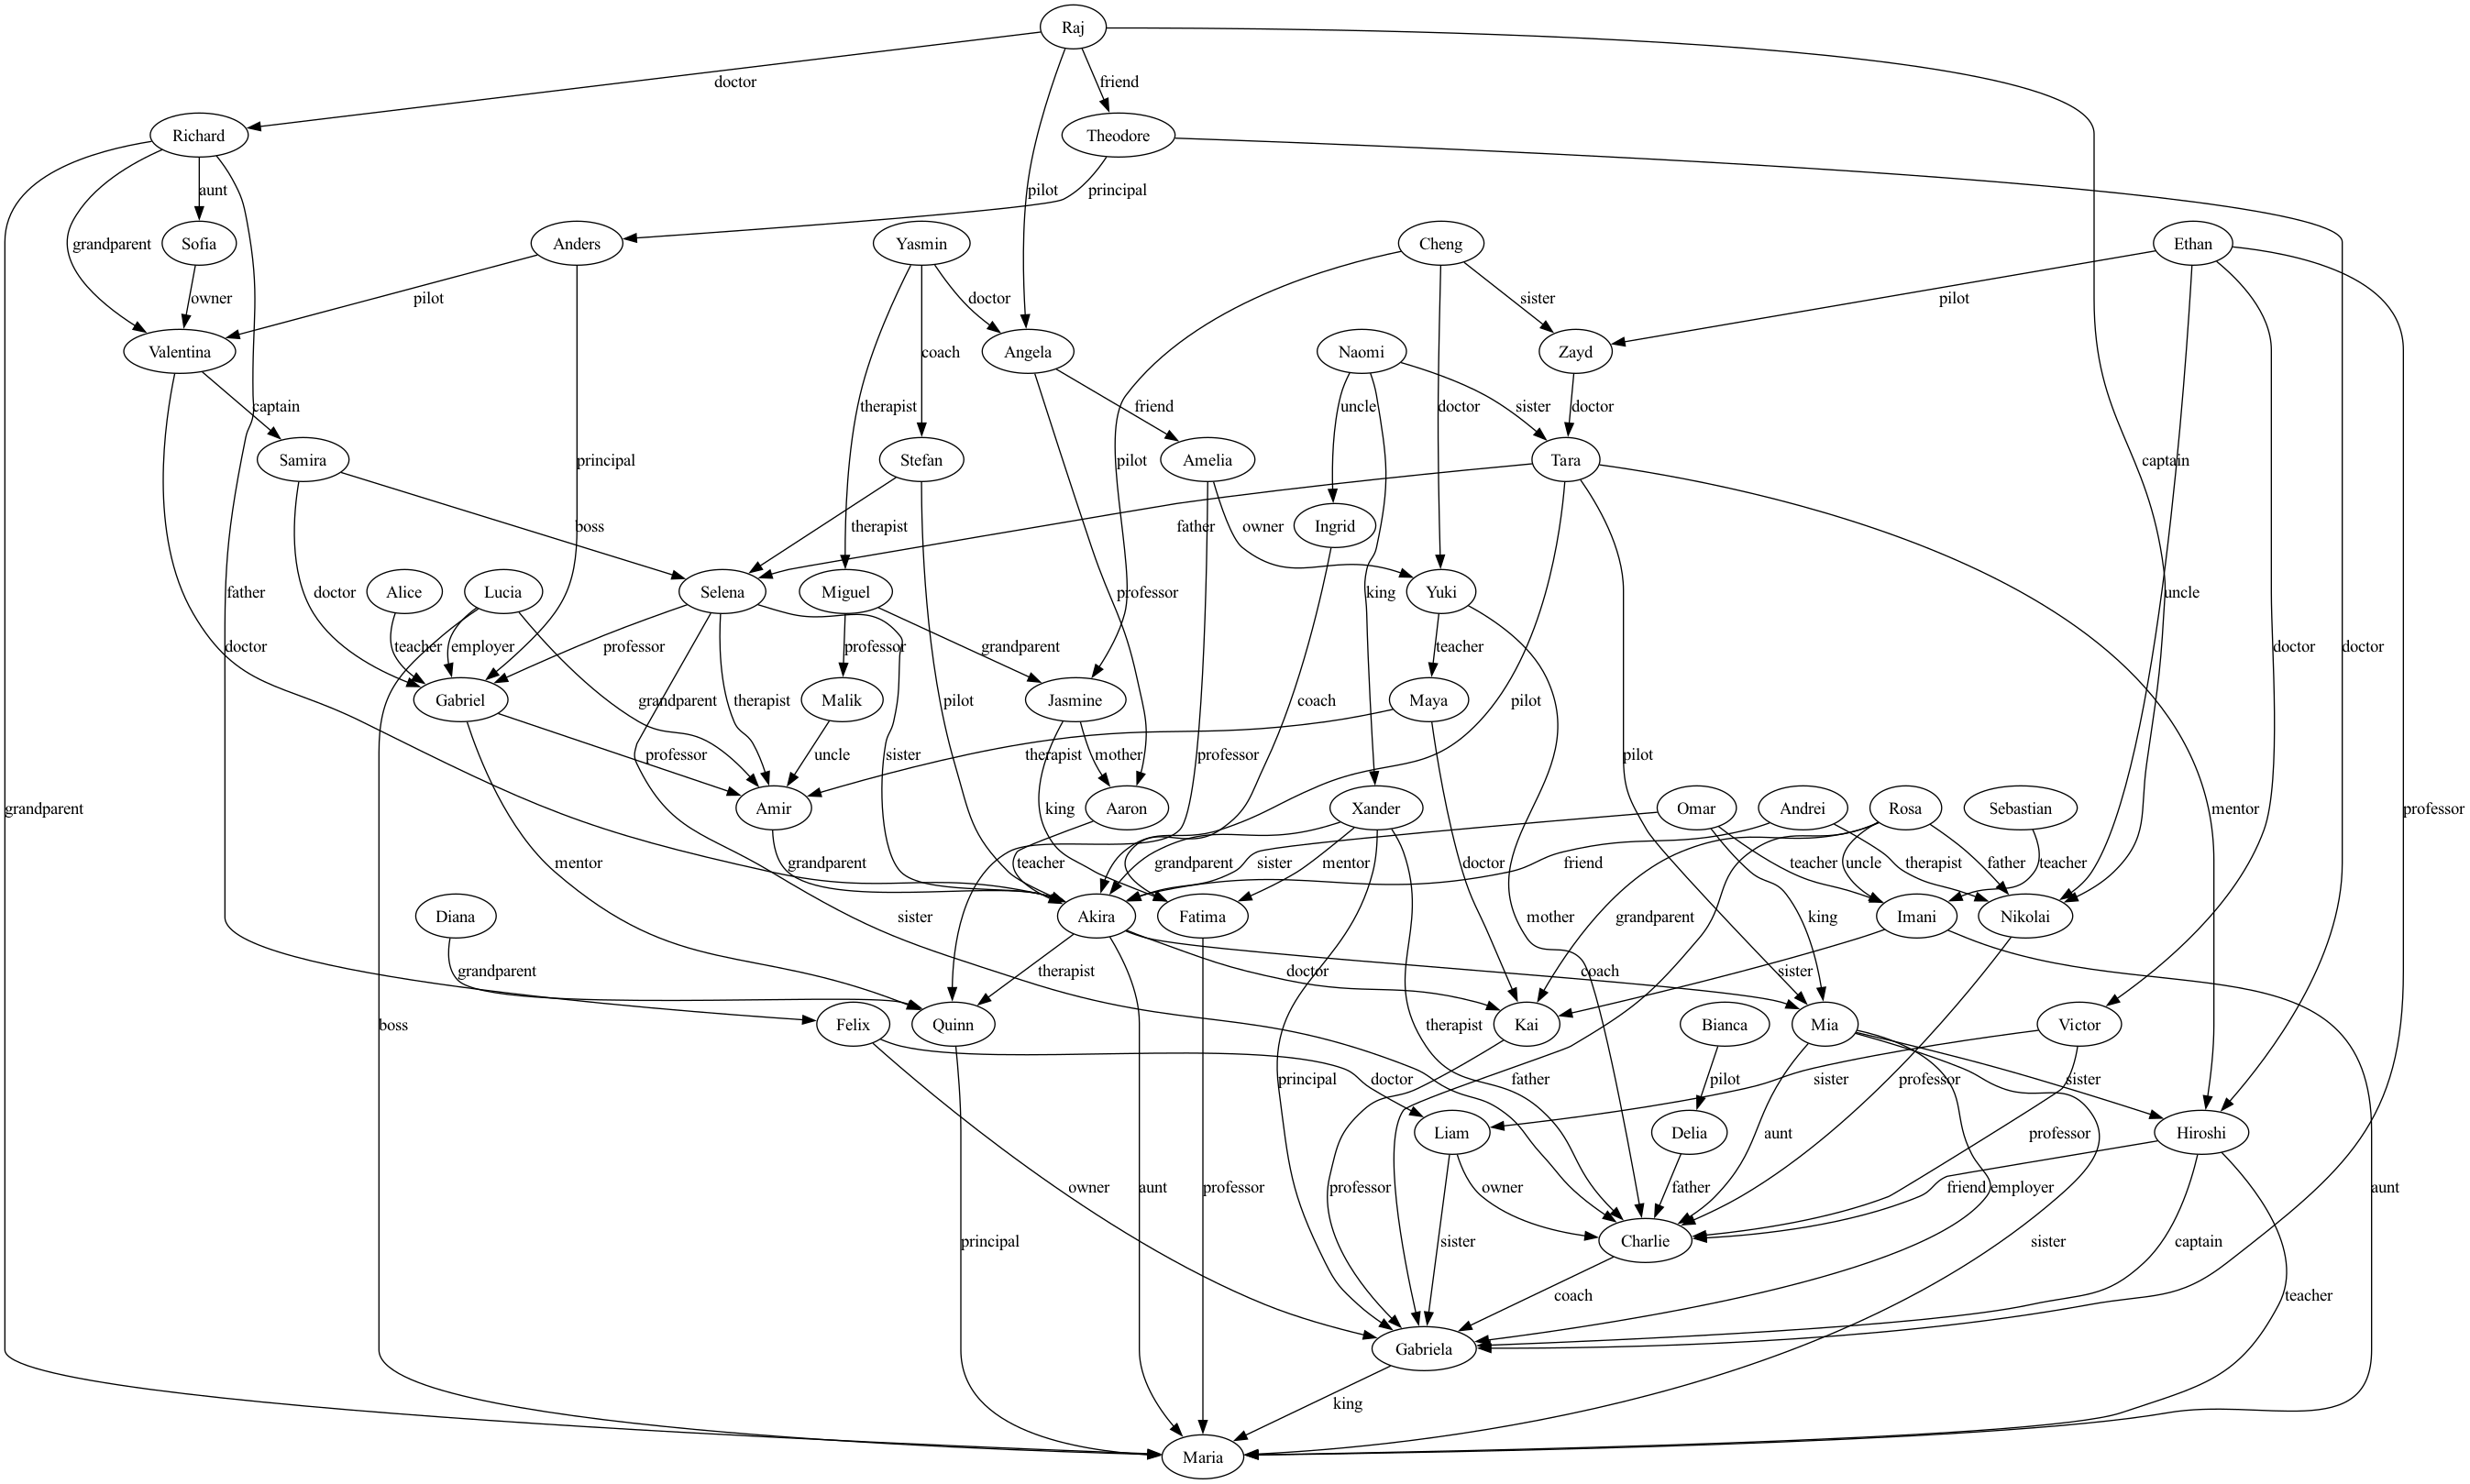 Raj
doctor
friend
Richard
Theodore
aunt
pilot
principal
grandparent
Sofia
Anders
Yasmin
Cheng
Ethan
owner
pilot
doctor
sister
pilot
Valentina
Angela
Naomi
Zayd
captain
therapist
coach
friend
uncle
doctor
sister
doctor
Samira
principal
Stefan
pilot
Amelia
Tara
captain
boss
therapist
father
owner
Ingrid
father
doctor
Alice
Lucia
Selena
Miguel
professor
king
Yuki
uncle
doctor
teacher
employer
professor
professor
grandparent
teacher
doctor
doctor
Gabriel
grandparent
therapist
Malik
pilot
Jasmine
coach
Maya
pilot
professor
sister
uncle
mother
professor
therapist
pilot
Amir
king
Aaron
Xander
Omar
Andrei
Rosa
Sebastian
mentor
professor
grandparent
mentor
grandparent
teacher
grandparent
sister
mentor
doctor
friend
teacher
uncle
therapist
father
teacher
Diana
sister
Akira
Fatima
mother
grandparent
king
Imani
Nikolai
grandparent
therapist
doctor
coach
sister
boss
Felix
Quinn
therapist
Kai
Bianca
Mia
Victor
doctor
principal
father
sister
pilot
professor
sister
Liam
Delia
Hiroshi
aunt
professor
owner
aunt
professor
professor
owner
father
friend
employer
aunt
principal
sister
Charlie
sister
captain
coach
teacher
Gabriela
king
Maria